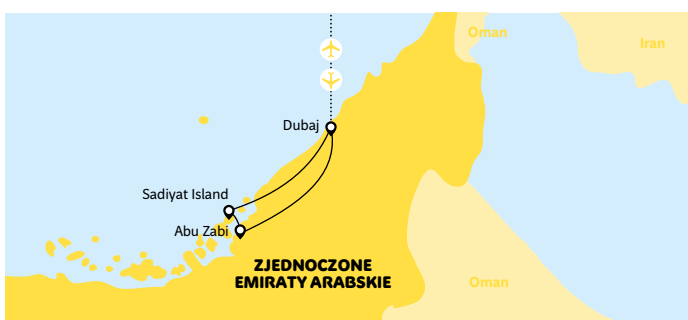 Oman
Iran
Dubaj
Sadiyat Island
Abu Zabi
ZJEDNOCZONE
EMIRATY ARABSKIE
Oman